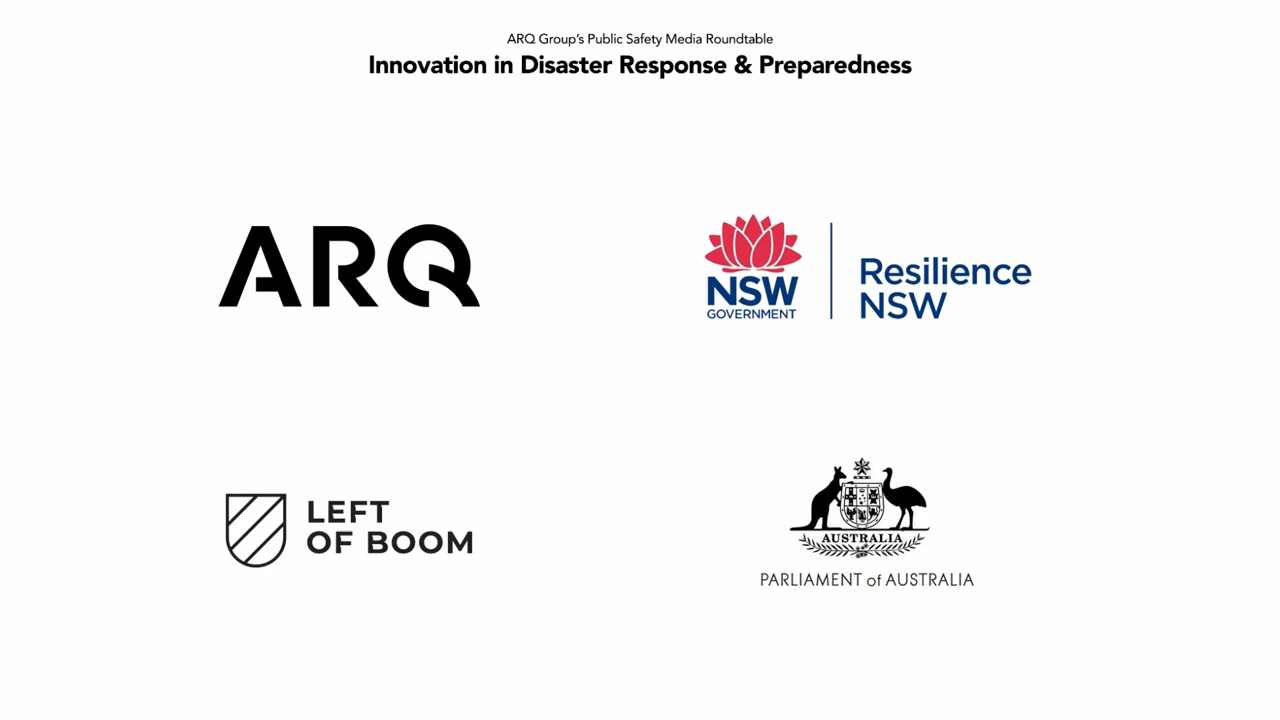 ARQ Group's Public Safety Media Roundtable
Innovation in Disaster Response & Preparedness
ARQ
NSW
GOVERNMENT
Resilience
NSW
LEFT
OF BOOM
AUSTRALIA
PARLIAMENT of AUSTRALIA